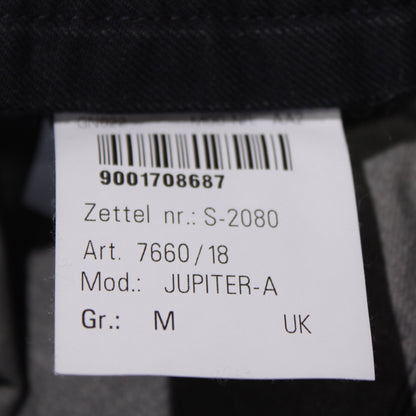 9001708687
Zettel nr.: S-2080
Art. 7660/18
Mod.: JUPITER-A
Gr.: M UK